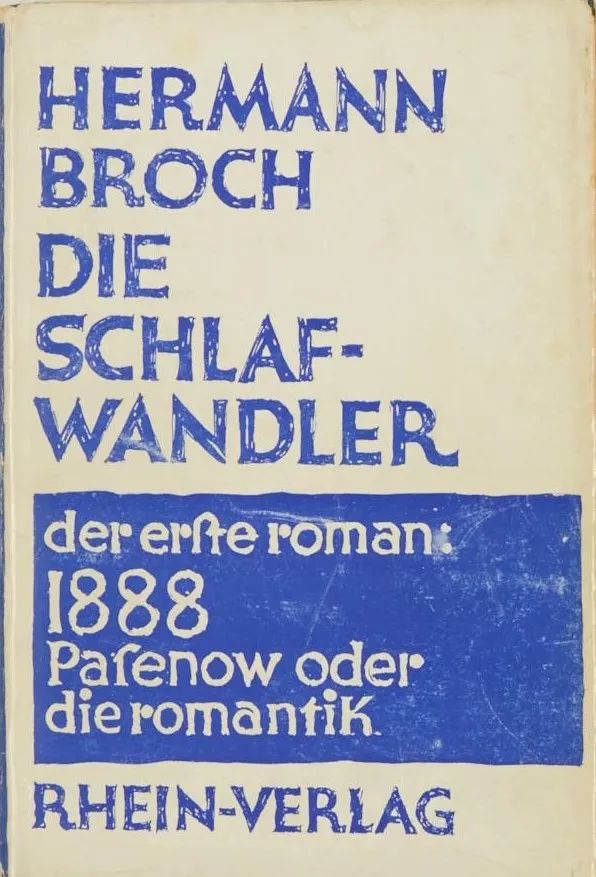 HERMANN
BROCH
DIE
SCHLAF-
WANDLER
der erſte roman:
1888
Paſenow oder
die romantik.
RHEIN-VERLAG